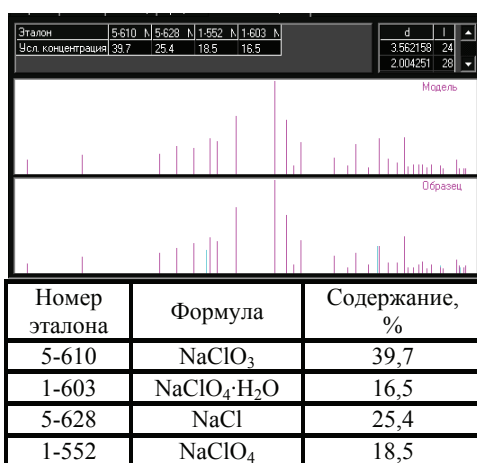 Эталон 5-610 N 5-628 N 1-552 N 1-603 N
Усл. концентрация 39.7 25.4 18.5 16.5
d I
3.562158 24
2.004251 28
Модель
Образец
Номер эталона Формула Содержание, %
5-610 NaClO₃ 39,7
1-603 NaClO₄·H₂O 16,5
5-628 NaCl 25,4
1-552 NaClO₄ 18,5